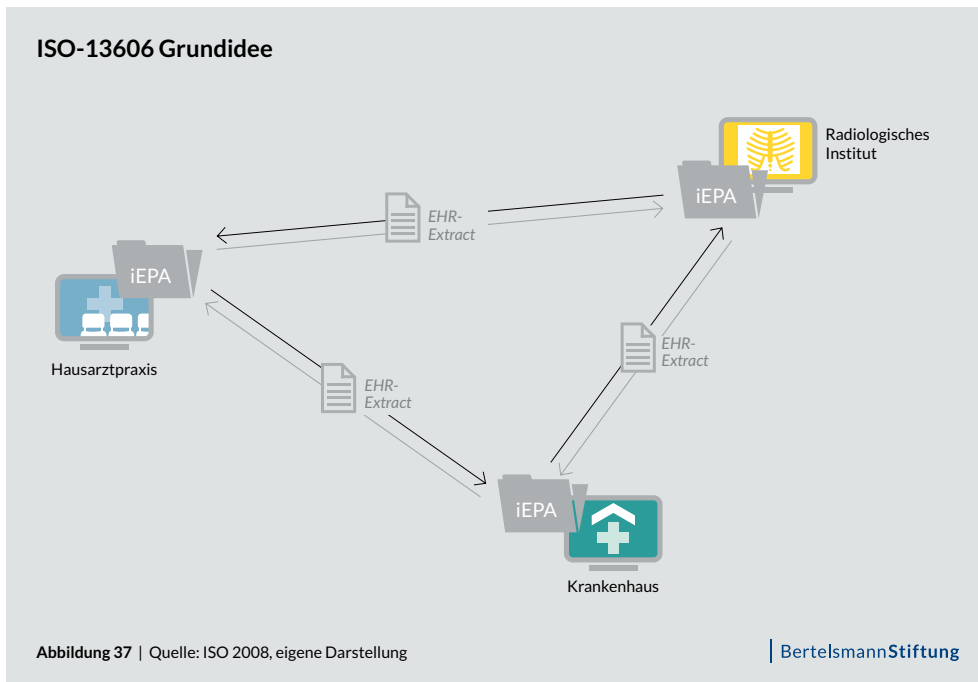 ISO-13606 Grundidee
Radiologisches
Institut
iEPA
EHR-
Extract
iEPA
Hausarztpraxis
EHR-
Extract
EHR-
Extract
iEPA
Krankenhaus
Abbildung 37 | Quelle: ISO 2008, eigene Darstellung
BertelsmannStiftung